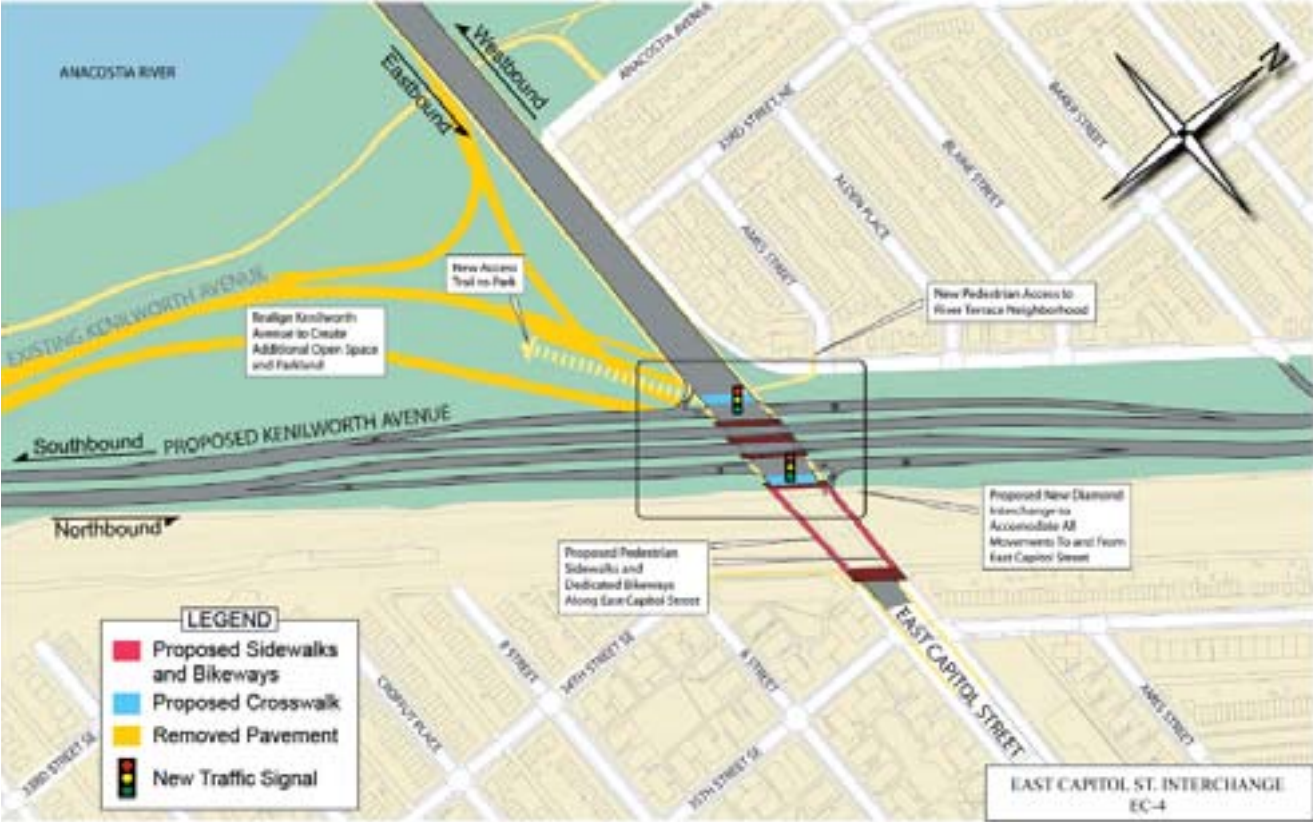 ANACOSTIA RIVER
Westbound
Eastbound
ANACOSTIA AVENUE
N
33RD STREET NE
BAKER STREET
BLAINE STREET
ALDEN PLACE
AMES STREET
New Access
Trail to Park
New Pedestrian Access to
River Terrace Neighborhood
EXISTING KENILWORTH AVENUE
Realign Kenilworth
Avenue to Create
Additional Open Space
and Parkland
Southbound
PROPOSED KENILWORTH AVENUE
Northbound
Proposed New Diamond
Interchange to
Accomodate All
Movements To and From
East Capitol Street
Proposed Pedestrian
Sidewalks and
Dedicated Bikeways
Along East Capitol Street
LEGEND
Proposed Sidewalks
and Bikeways
Proposed Crosswalk
Removed Pavement
New Traffic Signal
33RD STREET SE
CROFFUT PLACE
B STREET
34TH STREET SE
A STREET
35TH STREET SE
EAST CAPITOL STREET
AMES STREET
EAST CAPITOL ST. INTERCHANGE
EC-4